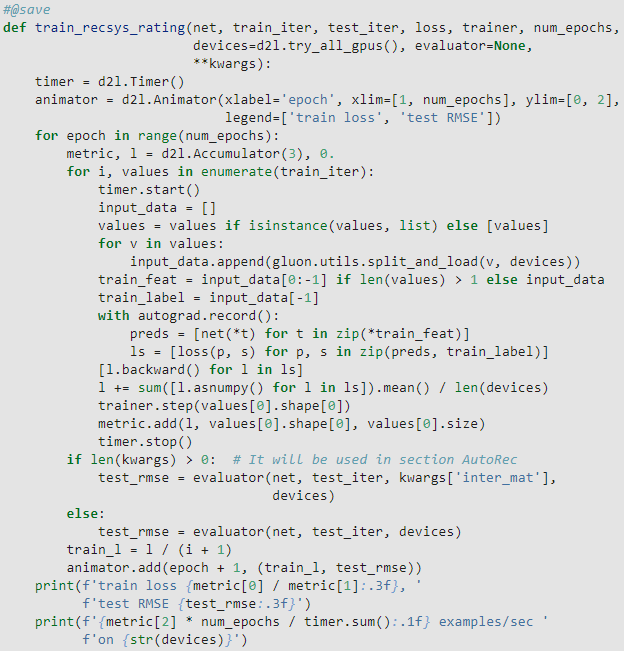 #@save
def train_recsys_rating(net, train_iter, test_iter, loss, trainer, num_epochs,
                        devices=d2l.try_all_gpus(), evaluator=None,
                        **kwargs):
    timer = d2l.Timer()
    animator = d2l.Animator(xlabel='epoch', xlim=[1, num_epochs], ylim=[0, 2],
                            legend=['train loss', 'test RMSE'])
    for epoch in range(num_epochs):
        metric, l = d2l.Accumulator(3), 0.
        for i, values in enumerate(train_iter):
            timer.start()
            input_data = []
            values = values if isinstance(values, list) else [values]
            for v in values:
                input_data.append(gluon.utils.split_and_load(v, devices))
            train_feat = input_data[0:-1] if len(values) > 1 else input_data
            train_label = input_data[-1]
            with autograd.record():
                preds = [net(*t) for t in zip(*train_feat)]
                ls = [loss(p, s) for p, s in zip(preds, train_label)]
            [l.backward() for l in ls]
            l += sum([l.asnumpy() for l in ls]).mean() / len(devices)
            trainer.step(values[0].shape[0])
            metric.add(l, values[0].shape[0], values[0].size)
            timer.stop()
        if len(kwargs) > 0:  # It will be used in section AutoRec
            test_rmse = evaluator(net, test_iter, kwargs['inter_mat'],
                                  devices)
        else:
            test_rmse = evaluator(net, test_iter, devices)
        train_l = l / (i + 1)
        animator.add(epoch + 1, (train_l, test_rmse))
    print(f'train loss {metric[0] / metric[1]:.3f}, '
          f'test RMSE {test_rmse:.3f}')
    print(f'{metric[2] * num_epochs / timer.sum():.1f} examples/sec '
          f'on {str(devices)}')